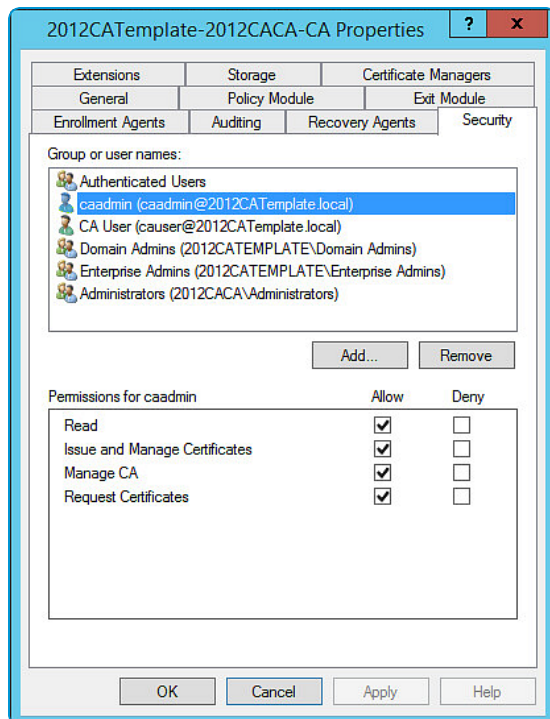 2012CATemplate-2012CACA-CA Properties ? x
Extensions Storage Certificate Managers
General Policy Module Exit Module
Enrollment Agents Auditing Recovery Agents Security
Group or user names:
Authenticated Users
caadmin (caadmin@2012CATemplate.local)
CA User (causer@2012CATemplate.local)
Domain Admins (2012CATEMPLATE\Domain Admins)
Enterprise Admins (2012CATEMPLATE\Enterprise Admins)
Administrators (2012CACA\Administrators)
Add... Remove
Permissions for caadmin Allow Deny
Read
Issue and Manage Certificates
Manage CA
Request Certificates
OK Cancel Apply Help